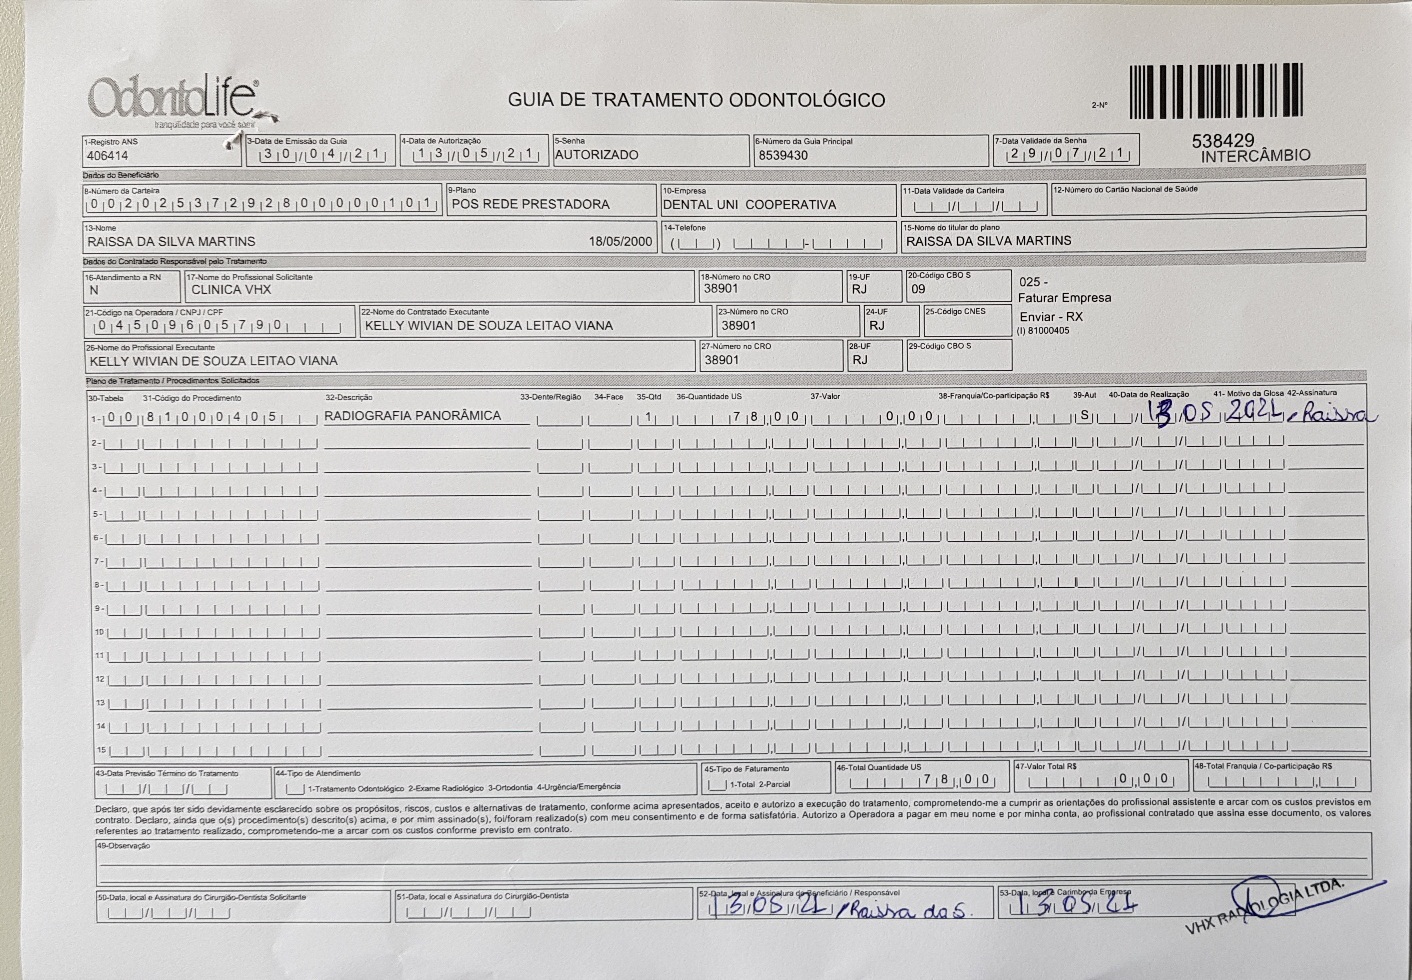 OdontoLife®
tranquilidade para você sorrir
GUIA DE TRATAMENTO ODONTOLÓGICO
2-Nº
538429
INTERCÂMBIO
1-Registro ANS 3-Data de Emissão da Guia 4-Data de Autorização 5-Senha 6-Número da Guia Principal 7-Data Validade da Senha
406414 30/04/21 13/05/21 AUTORIZADO 8539430 29/07/21
Dados do Beneficiário
8-Número da Carteira 9-Plano 10-Empresa 11-Data Validade da Carteira 12-Número do Cartão Nacional de Saúde
00202537292800000101 POS REDE PRESTADORA DENTAL UNI COOPERATIVA
13-Nome 14-Telefone 15-Nome do titular do plano
RAISSA DA SILVA MARTINS 18/05/2000 RAISSA DA SILVA MARTINS
Dados do Contratado Responsável pelo Tratamento
16-Atendimento a RN 17-Nome do Profissional Solicitante 18-Número no CRO 19-UF 20-Código CBO S
N CLINICA VHX 38901 RJ 09
025 -
Faturar Empresa
Enviar - RX
(I) 81000405
21-Código na Operadora / CNPJ / CPF 22-Nome do Contratado Executante 23-Número no CRO 24-UF 25-Código CNES
04509605790 KELLY WIVIAN DE SOUZA LEITAO VIANA 38901 RJ
26-Nome do Profissional Executante 27-Número no CRO 28-UF 29-Código CBO S
KELLY WIVIAN DE SOUZA LEITAO VIANA 38901 RJ
Plano de Tratamento / Procedimentos Solicitados
30-Tabela 31-Código do Procedimento 32-Descrição 33-Dente/Região 34-Face 35-Qtd 36-Quantidade US 37-Valor 38-Franquia/Co-participação R$ 39-Aut 40-Data de Realização 41- Motivo da Glosa 42-Assinatura
1- 00 81000405 RADIOGRAFIA PANORÂMICA 1 78,00 0,00 S 13 05 2021 Raissa
2-
3-
4-
5-
6-
7-
8-
9-
10
11
12
13
14
15
43-Data Previsão Término do Tratamento 44-Tipo de Atendimento 45-Tipo de Faturamento 46-Total Quantidade US 47-Valor Total R$ 48-Total Franquia / Co-participação R$
1-Tratamento Odontológico 2-Exame Radiológico 3-Ortodontia 4-Urgência/Emergência 1-Total 2-Parcial 78,00 0,00
Declaro, que após ter sido devidamente esclarecido sobre os propósitos, riscos, custos e alternativas de tratamento, conforme acima apresentados, aceito e autorizo a execução do tratamento, comprometendo-me a cumprir as orientações do profissional assistente e arcar com os custos previstos em
contrato. Declaro, ainda que o(s) procedimento(s) descrito(s) acima, e por mim assinado(s), foi/foram realizado(s) com meu consentimento e de forma satisfatória. Autorizo a Operadora a pagar em meu nome e por minha conta, ao profissional contratado que assina esse documento, os valores
referentes ao tratamento realizado, comprometendo-me a arcar com os custos conforme previsto em contrato.
49-Observação
50-Data, local e Assinatura do Cirurgião-Dentista Solicitante 51-Data, local e Assinatura do Cirurgião-Dentista 52-Data, local e Assinatura do Beneficiário / Responsável 53-Data, local e Carimbo da Empresa
13/05/21 Raissa da S. 13/05/21
VHX RADIOLOGIA LTDA.